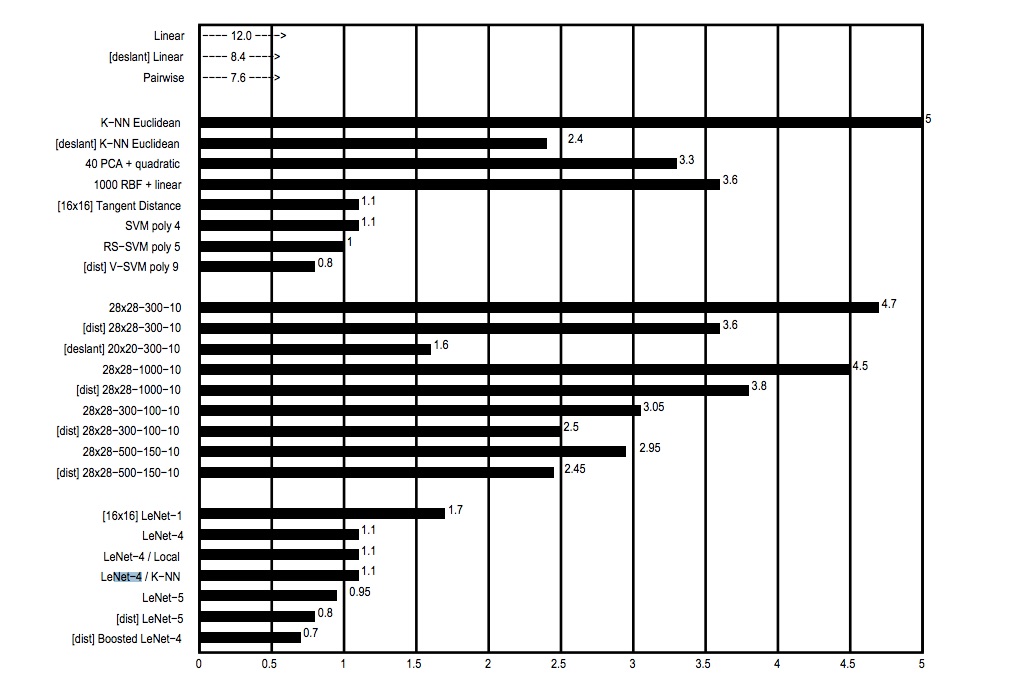 Linear ---- 12.0 ---->
[deslant] Linear ---- 8.4 ---->
Pairwise ---- 7.6 ---->
K−NN Euclidean 5
[deslant] K−NN Euclidean 2.4
40 PCA + quadratic 3.3
1000 RBF + linear 3.6
[16x16] Tangent Distance 1.1
SVM poly 4 1.1
RS−SVM poly 5 1
[dist] V−SVM poly 9 0.8
28x28−300−10 4.7
[dist] 28x28−300−10 3.6
[deslant] 20x20−300−10 1.6
28x28−1000−10 4.5
[dist] 28x28−1000−10 3.8
28x28−300−100−10 3.05
[dist] 28x28−300−100−10 2.5
28x28−500−150−10 2.95
[dist] 28x28−500−150−10 2.45
[16x16] LeNet−1 1.7
LeNet−4 1.1
LeNet−4 / Local 1.1
LeNet−4 / K−NN 1.1
LeNet−5 0.95
[dist] LeNet−5 0.8
[dist] Boosted LeNet−4 0.7
0 0.5 1 1.5 2 2.5 3 3.5 4 4.5 5